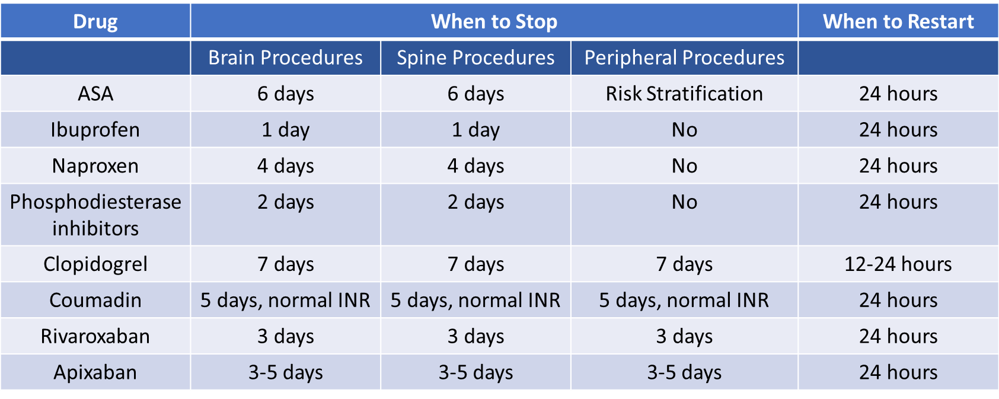 Drug When to Stop When to Restart
Brain Procedures Spine Procedures Peripheral Procedures
ASA 6 days 6 days Risk Stratification 24 hours
Ibuprofen 1 day 1 day No 24 hours
Naproxen 4 days 4 days No 24 hours
Phosphodiesterase 2 days 2 days No 24 hours
inhibitors
Clopidogrel 7 days 7 days 7 days 12-24 hours
Coumadin 5 days, normal INR 5 days, normal INR 5 days, normal INR 24 hours
Rivaroxaban 3 days 3 days 3 days 24 hours
Apixaban 3-5 days 3-5 days 3-5 days 24 hours